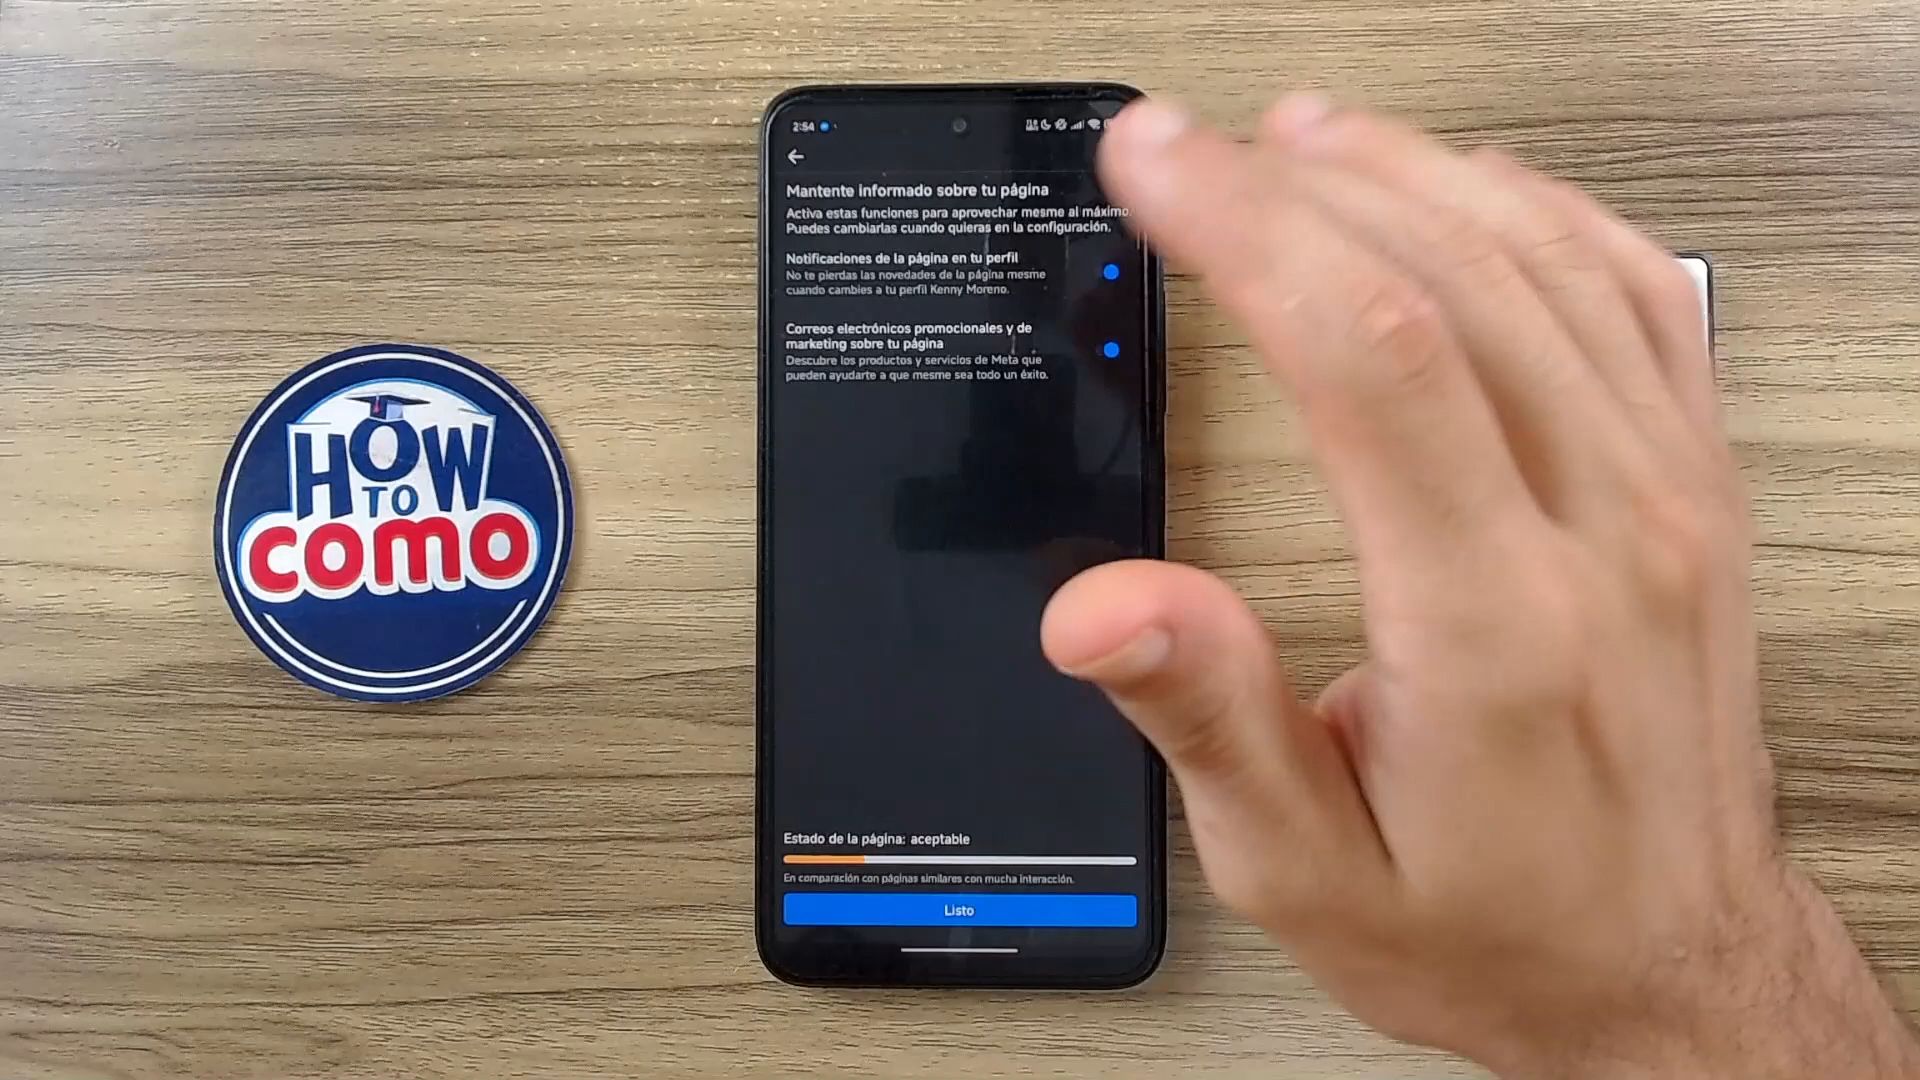 HOW
TO
como
2:54
Mantente informado sobre tu página
Activa estas funciones para aprovechar mesme al máximo.
Puedes cambiarlas cuando quieras en la configuración.
Notificaciones de la página en tu perfil
No te pierdas las novedades de la página mesme
cuando cambies a tu perfil Kenny Moreno.
Correos electrónicos promocionales y de
marketing sobre tu página
Descubre los productos y servicios de Meta que
pueden ayudarte a que mesme sea todo un éxito.
Estado de la página: aceptable
En comparación con páginas similares con mucha interacción.
Listo